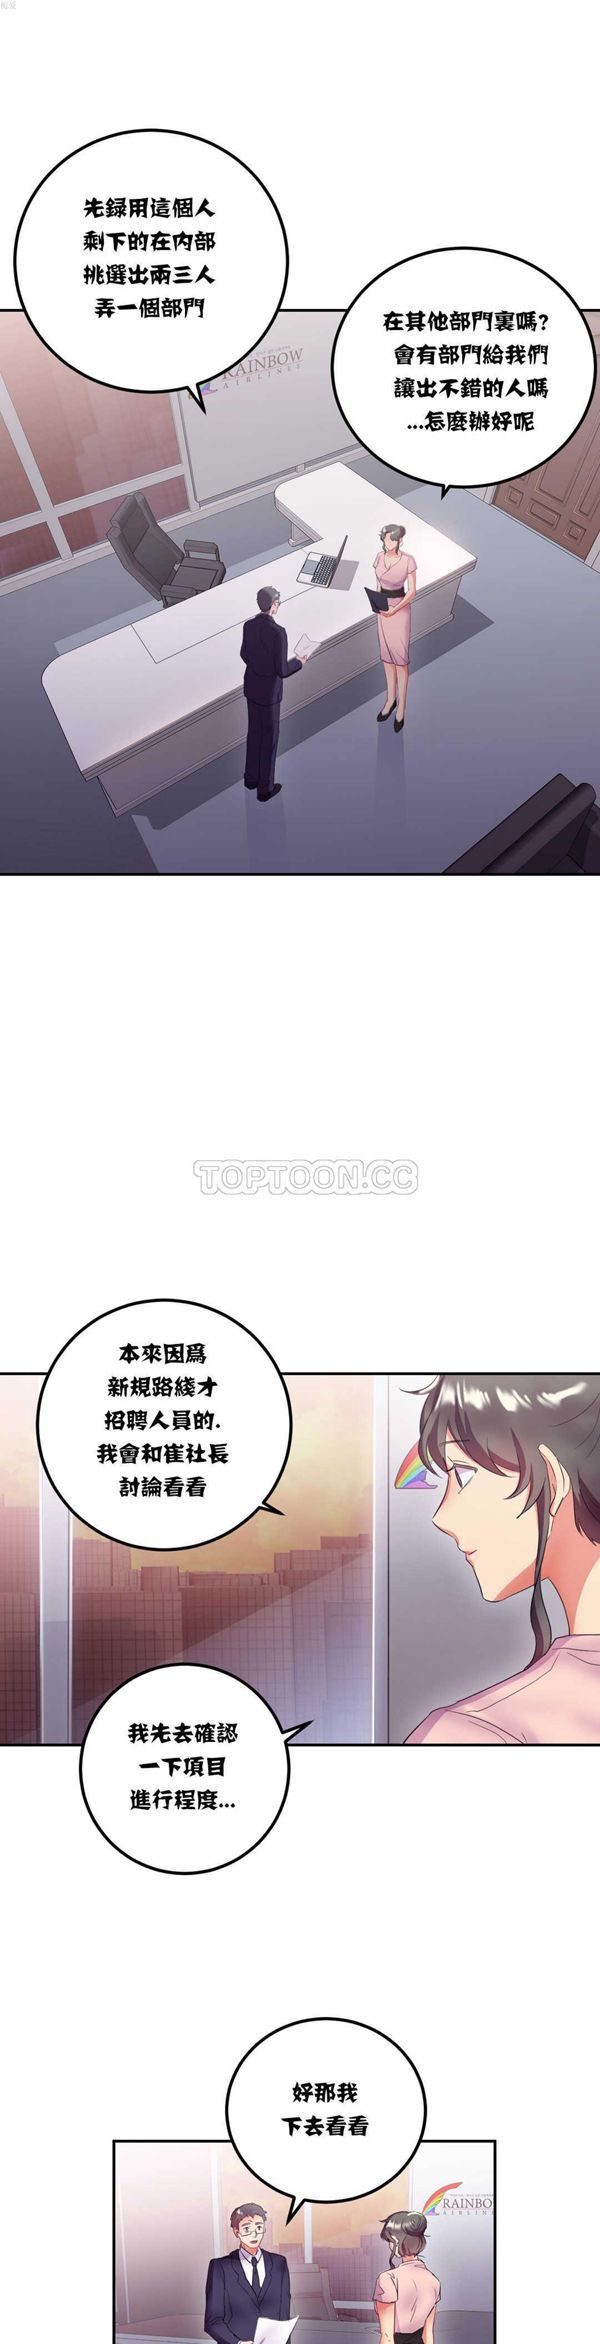 極愛
先録用這個人
剩下的在内部
挑選出兩三人
弄一個部門
在其他部門裏嗎?
會有部門給我們
讓出不錯的人嗎
...怎麼辦好呢
RAINBOW
AIRLINES
TOPTOON.CC
本來因爲
新規路綫才
招聘人員的.
我會和崔社長
討論看看
我先去確認
一下項目
進行程度...
好那我
下去看看
RAINBOW
AIRLINE